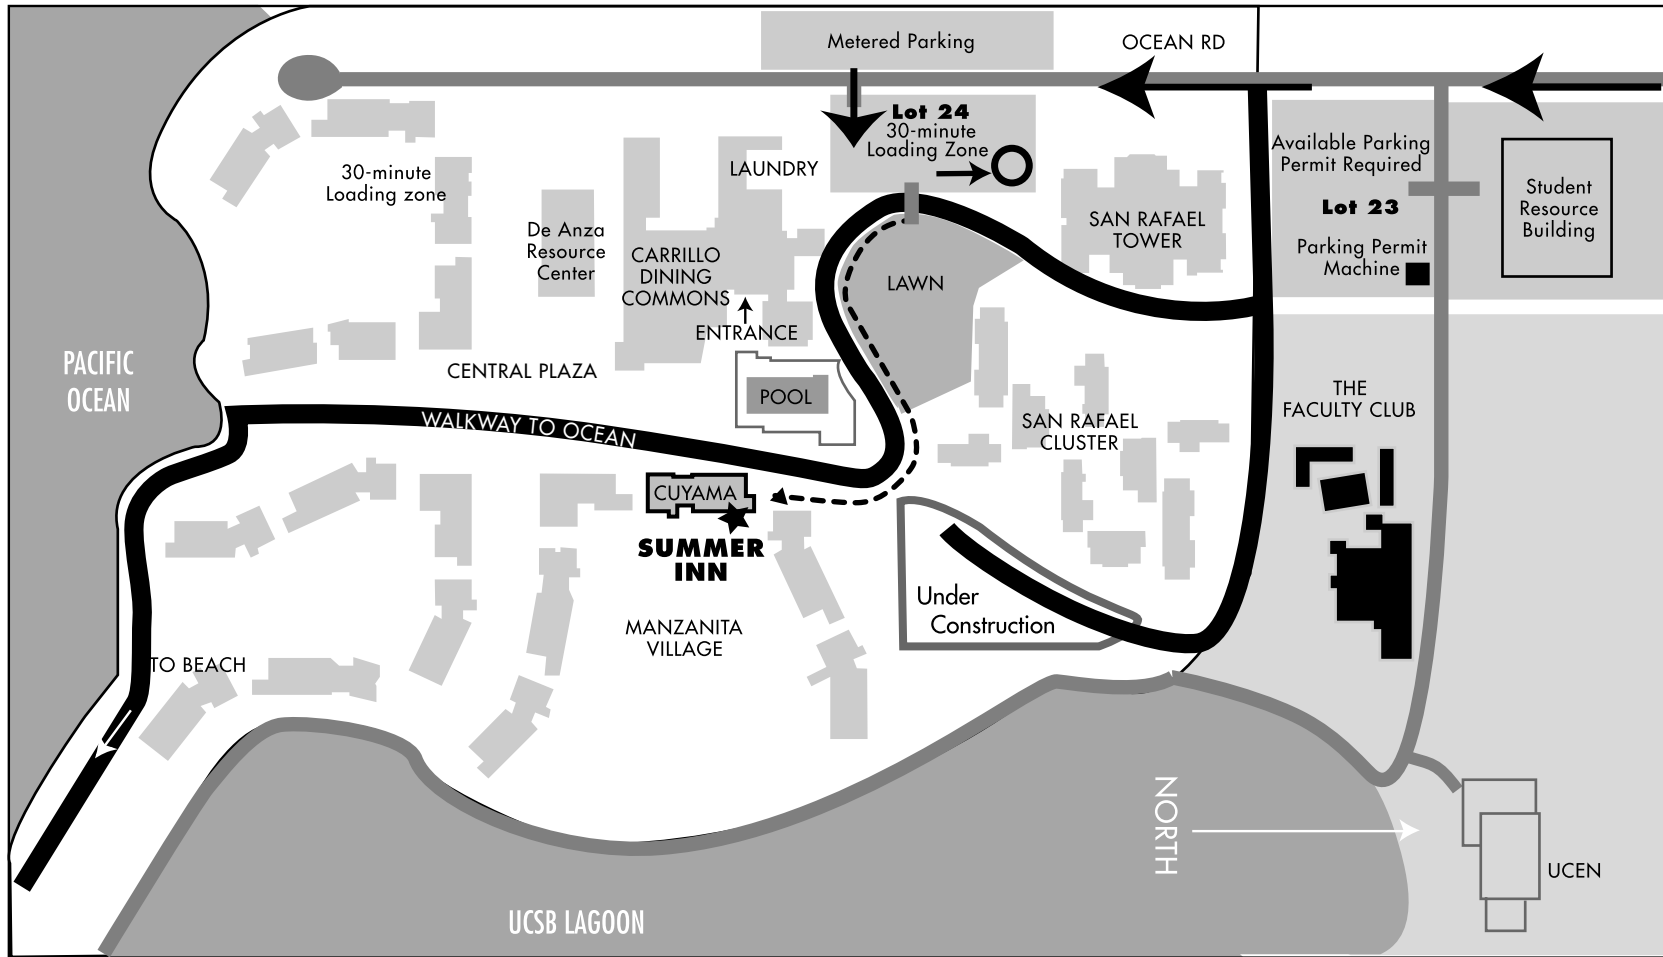 Metered Parking
OCEAN RD
Lot 24
30-minute
Loading Zone
Available Parking
Permit Required
Lot 23
Parking Permit
Machine
Student
Resource
Building
30-minute
Loading zone
LAUNDRY
De Anza
Resource
Center
CARRILLO
DINING
COMMONS
ENTRANCE
SAN RAFAEL
TOWER
LAWN
PACIFIC
OCEAN
CENTRAL PLAZA
POOL
THE
FACULTY CLUB
WALKWAY TO OCEAN
SAN RAFAEL
CLUSTER
CUYAMA
SUMMER
INN
Under
Construction
MANZANITA
VILLAGE
TO BEACH
NORTH
UCEN
UCSB LAGOON